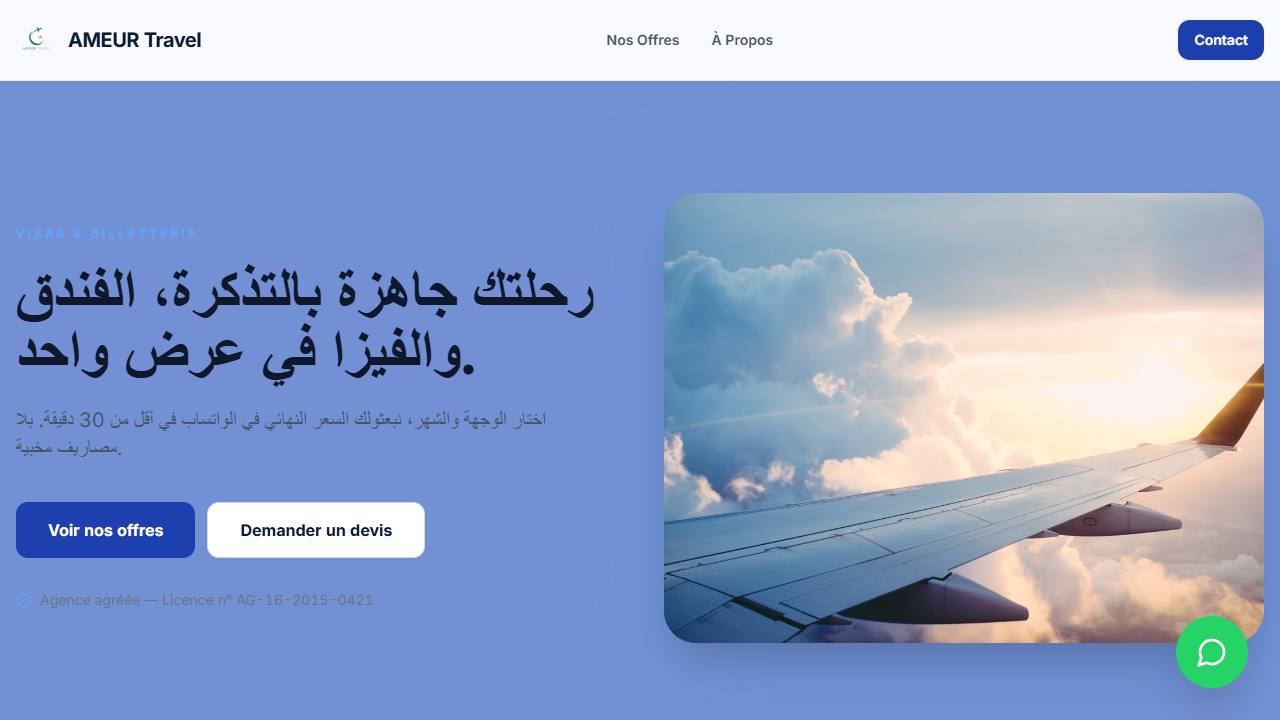 AMEUR Travel
Nos Offres
À Propos
Contact
VISAS & BILLETTERIE
رحلتك جاهزة بالتذكرة، الفندق
والفيزا في عرض واحد.
اختار الوجهة والشهر، نبعثولك السعر النهائي في الواتساب في أقل من 30 دقيقة. بلا
مصاريف مخبية.
Voir nos offres
Demander un devis
Agence agréée — Licence n° AG-16-2015-0421